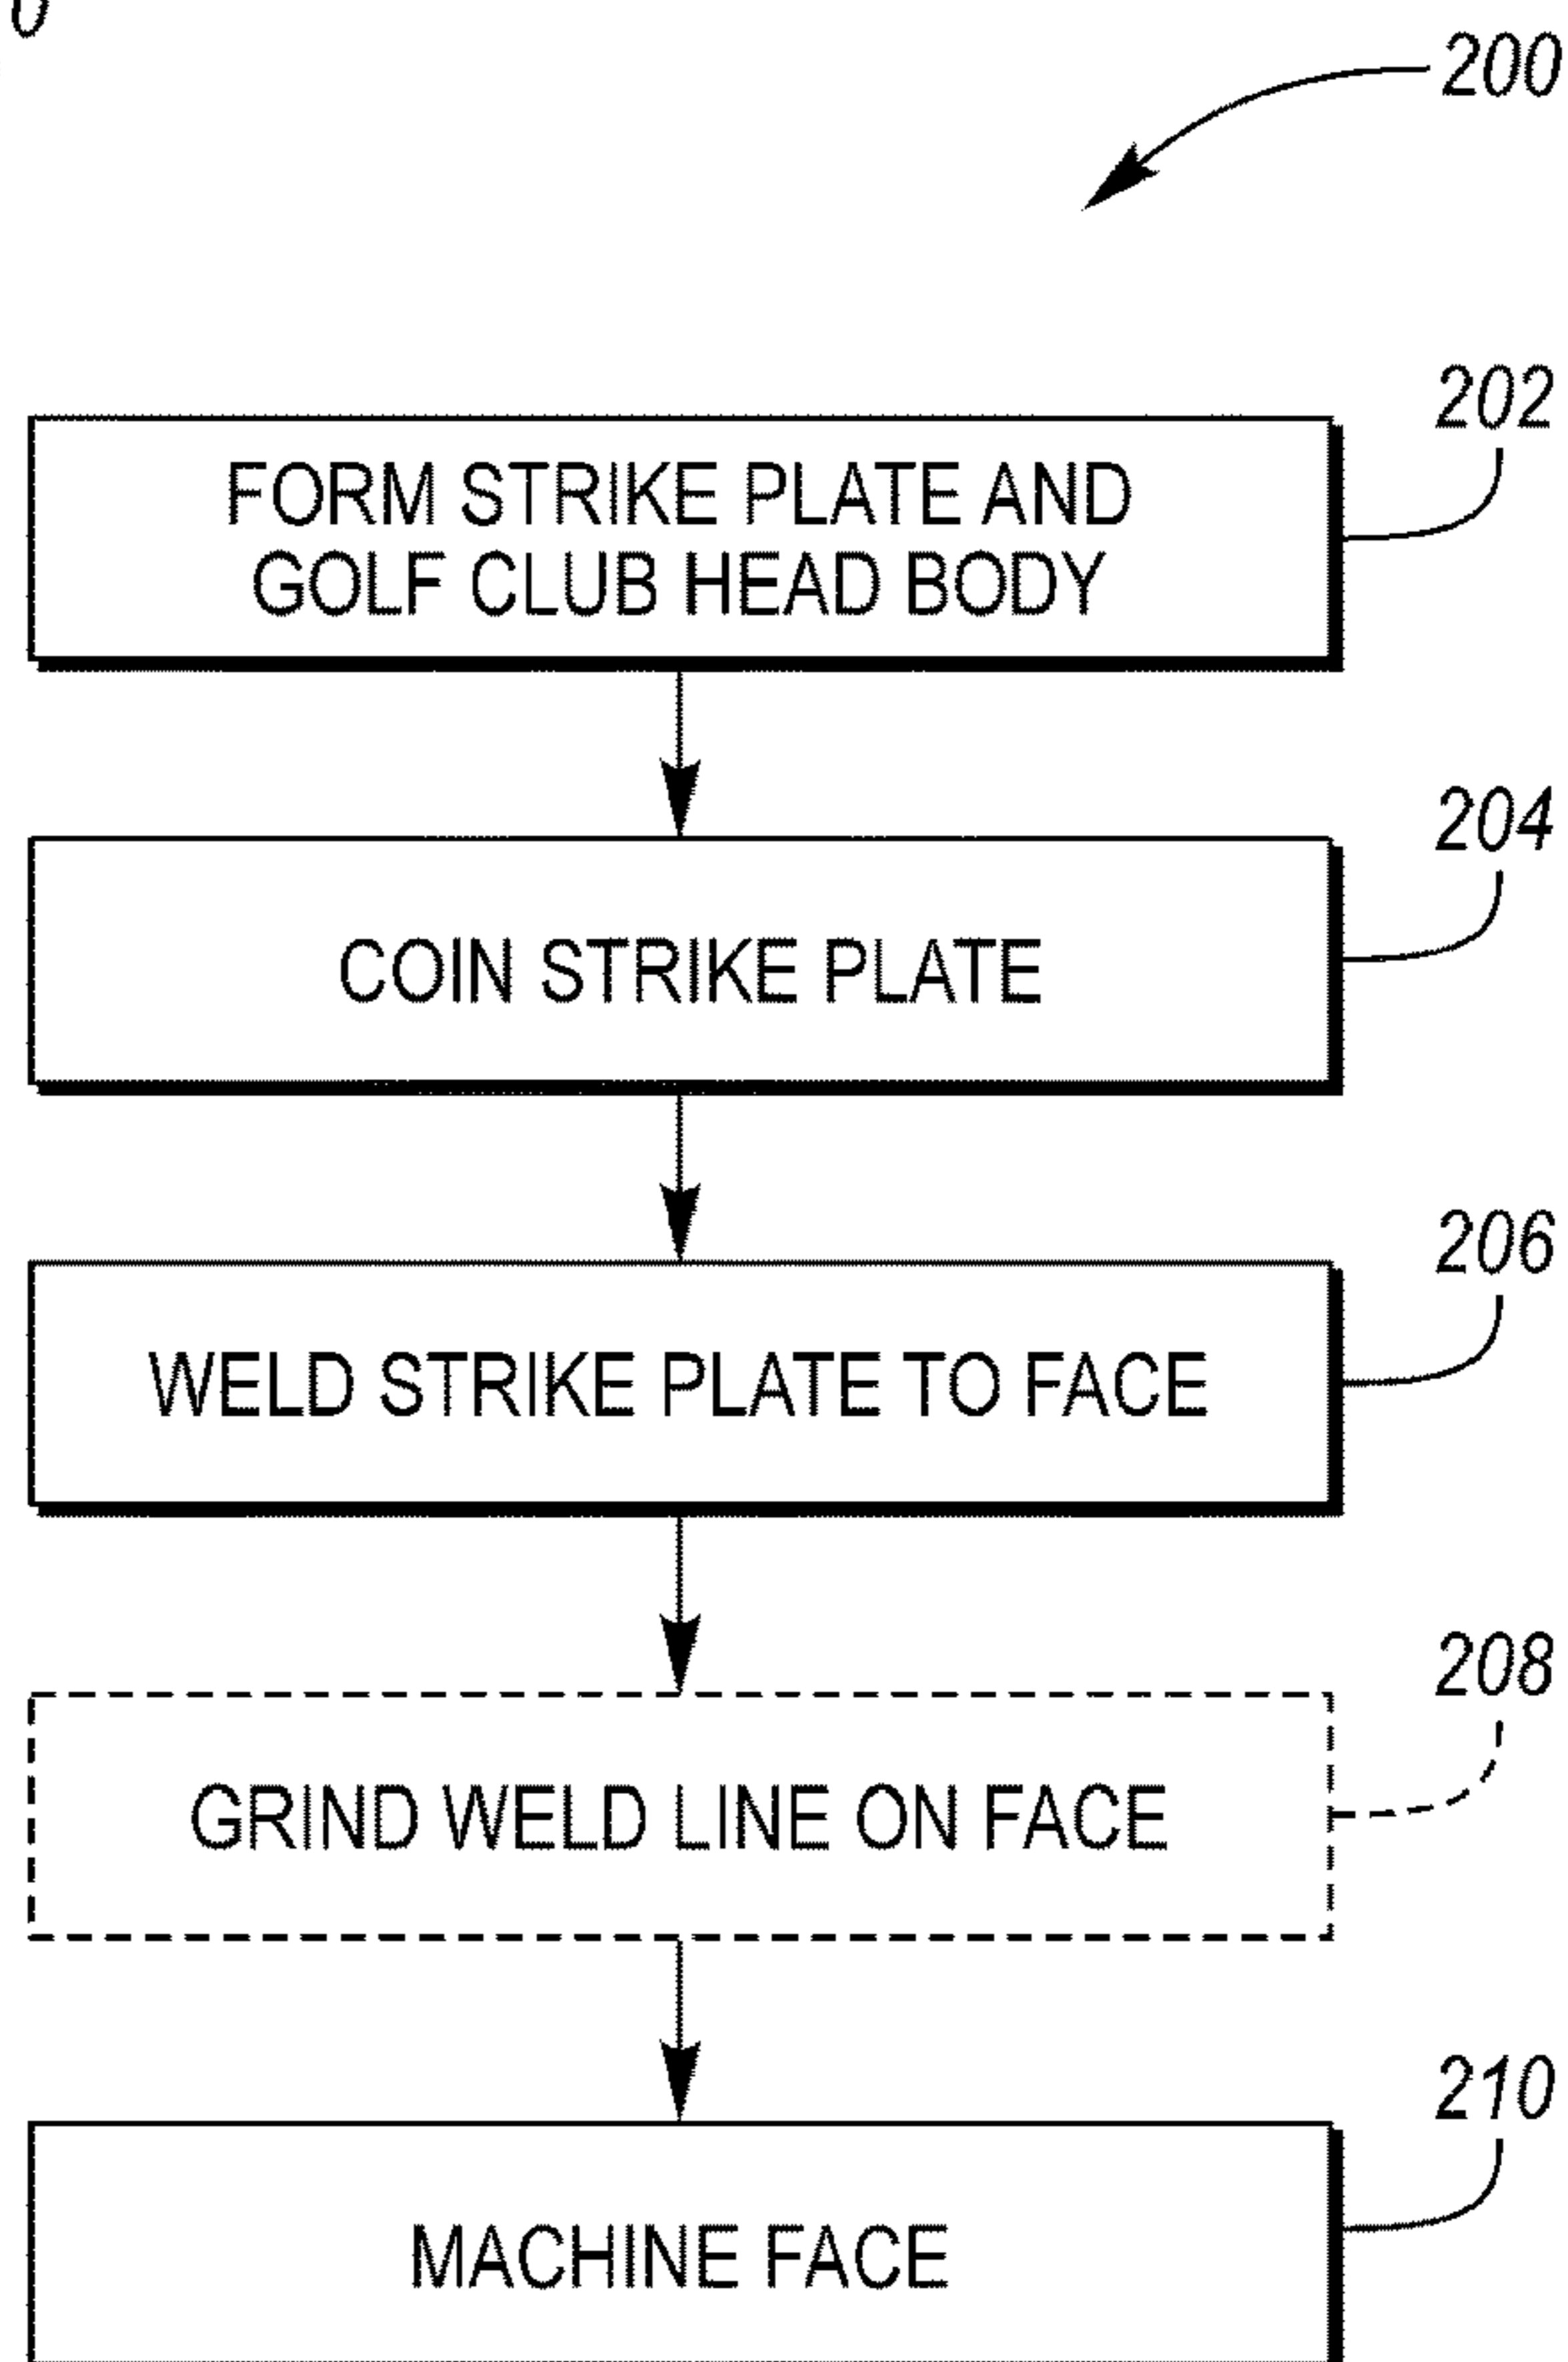 0
200
202
FORM STRIKE PLATE AND
GOLF CLUB HEAD BODY
204
COIN STRIKE PLATE
206
WELD STRIKE PLATE TO FACE
208
GRIND WELD LINE ON FACE
210
MACHINE FACE